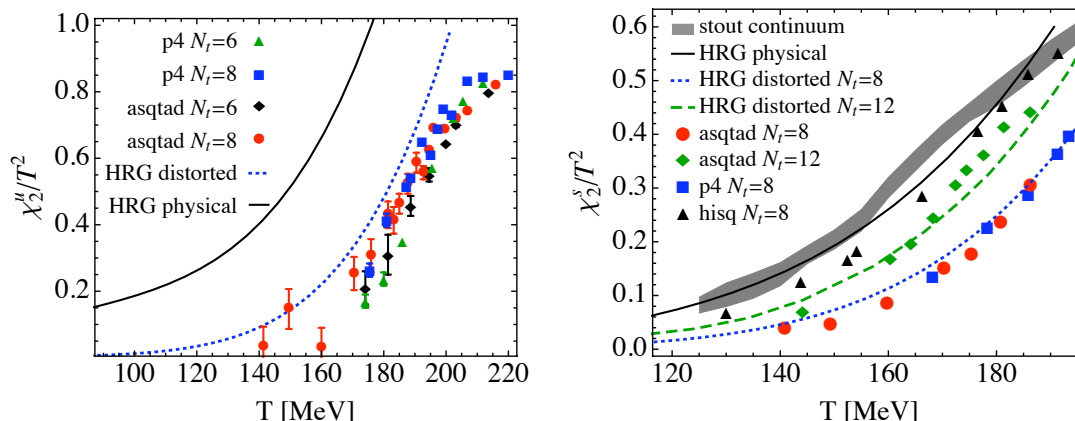 1.0
0.8
0.6
0.4
0.2
χ₂ᵘ/T²
p4 Nₜ=6
p4 Nₜ=8
asqtad Nₜ=6
asqtad Nₜ=8
HRG distorted
HRG physical
100 120 140 160 180 200 220
T [MeV]
0.6
0.5
0.4
0.3
0.2
0.1
0.0
χ₂ˢ/T²
stout continuum
HRG physical
HRG distorted Nₜ=8
HRG distorted Nₜ=12
asqtad Nₜ=8
asqtad Nₜ=12
p4 Nₜ=8
hisq Nₜ=8
120 140 160 180
T [MeV]